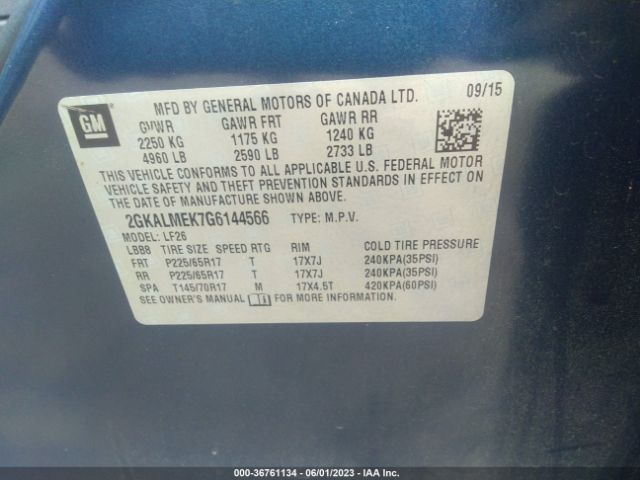 GM
MFD BY GENERAL MOTORS OF CANADA LTD. 09/15
GVWR GAWR FRT GAWR RR
2250 KG 1175 KG 1240 KG
4960 LB 2590 LB 2733 LB
THIS VEHICLE CONFORMS TO ALL APPLICABLE U.S. FEDERAL MOTOR
VEHICLE SAFETY AND THEFT PREVENTION STANDARDS IN EFFECT ON
THE DATE OF MANUFACTURE SHOWN ABOVE.
2GKALMEK7G6144566 TYPE: M.P.V.
MODEL: LF26
LBB8 TIRE SIZE SPEED RTG RIM COLD TIRE PRESSURE
FRT P225/65R17 T 17X7J 240KPA(35PSI)
RR P225/65R17 T 17X7J 240KPA(35PSI)
SPA T145/70R17 M 17X4.5T 420KPA(60PSI)
SEE OWNER'S MANUAL FOR MORE INFORMATION.
000-36761134 - 06/01/2023 - IAA Inc.